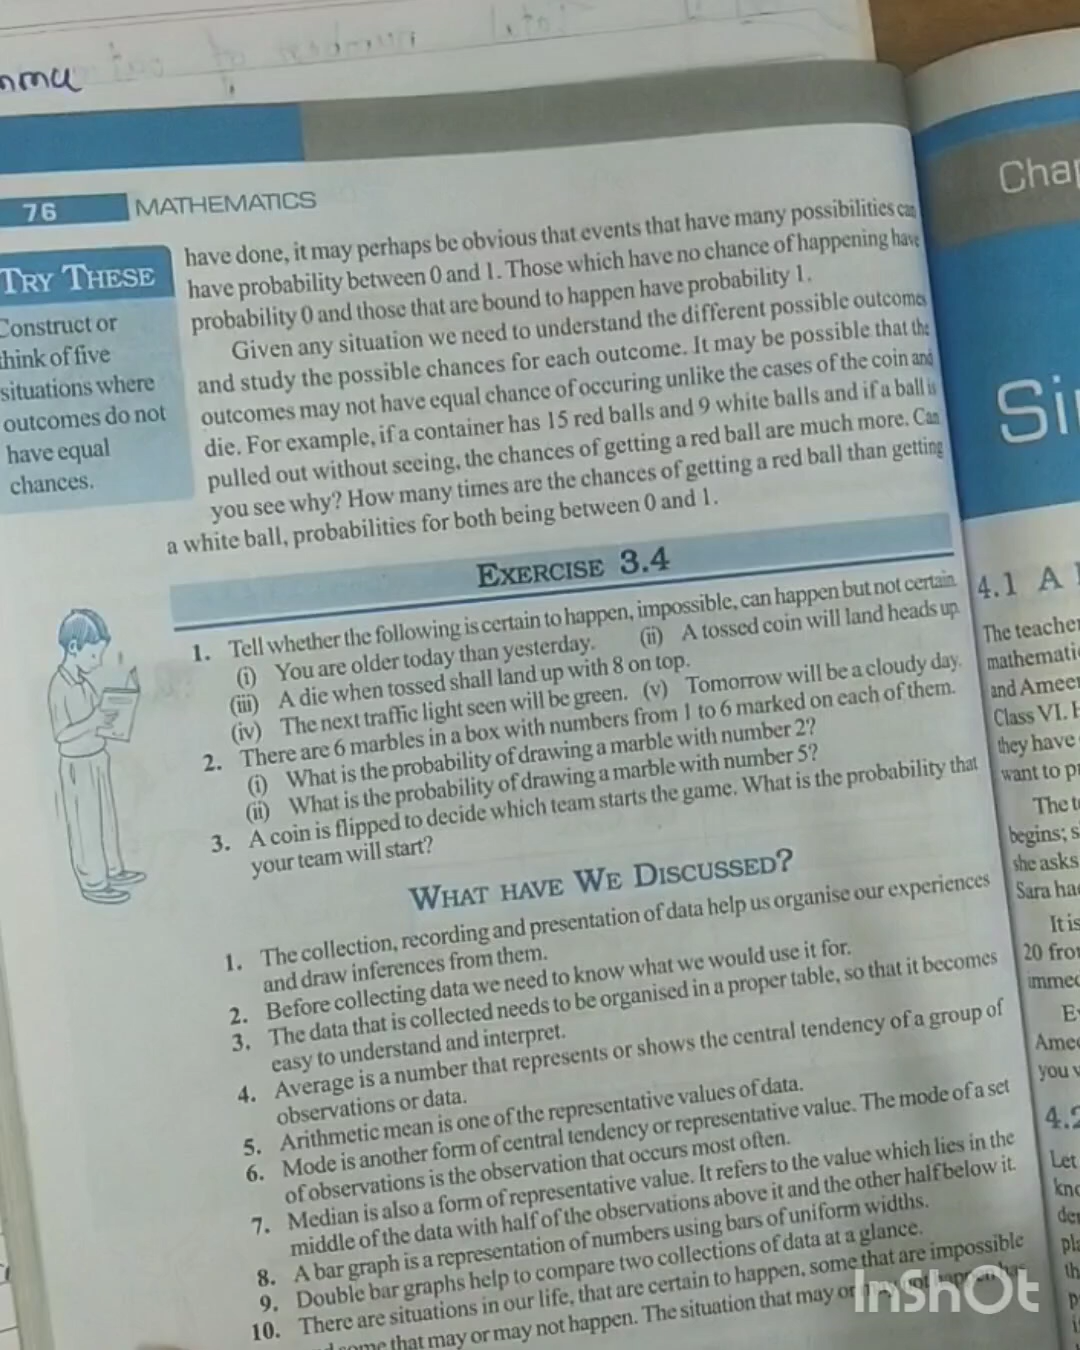 76 MATHEMATICS
TRY THESE
Construct or
think of five
situations where
outcomes do not
have equal
chances.
have done, it may perhaps be obvious that events that have many possibilities can
have probability between 0 and 1. Those which have no chance of happening have
probability 0 and those that are bound to happen have probability 1.
Given any situation we need to understand the different possible outcomes
and study the possible chances for each outcome. It may be possible that the
outcomes may not have equal chance of occuring unlike the cases of the coin and
die. For example, if a container has 15 red balls and 9 white balls and if a ball is
pulled out without seeing, the chances of getting a red ball are much more. Can
you see why? How many times are the chances of getting a red ball than getting
a white ball, probabilities for both being between 0 and 1.
EXERCISE 3.4
1. Tell whether the following is certain to happen, impossible, can happen but not certain.
(i) You are older today than yesterday. (ii) A tossed coin will land heads up.
(iii) A die when tossed shall land up with 8 on top.
(iv) The next traffic light seen will be green. (v) Tomorrow will be a cloudy day.
2. There are 6 marbles in a box with numbers from 1 to 6 marked on each of them.
(i) What is the probability of drawing a marble with number 2?
(ii) What is the probability of drawing a marble with number 5?
3. A coin is flipped to decide which team starts the game. What is the probability that
your team will start?
WHAT HAVE WE DISCUSSED?
1. The collection, recording and presentation of data help us organise our experiences
and draw inferences from them.
2. Before collecting data we need to know what we would use it for.
3. The data that is collected needs to be organised in a proper table, so that it becomes
easy to understand and interpret.
4. Average is a number that represents or shows the central tendency of a group of
observations or data.
5. Arithmetic mean is one of the representative values of data.
6. Mode is another form of central tendency or representative value. The mode of a set
of observations is the observation that occurs most often.
7. Median is also a form of representative value. It refers to the value which lies in the
middle of the data with half of the observations above it and the other half below it.
8. A bar graph is a representation of numbers using bars of uniform widths.
9. Double bar graphs help to compare two collections of data at a glance.
10. There are situations in our life, that are certain to happen, some that are impossible
some that may or may not happen. The situation that may or may not happen has
4.1 A
The teacher
and Ameer
Class VI.
they have
want to
The
begins;
she asks
Sara
It is
20
you
Let
InShOt